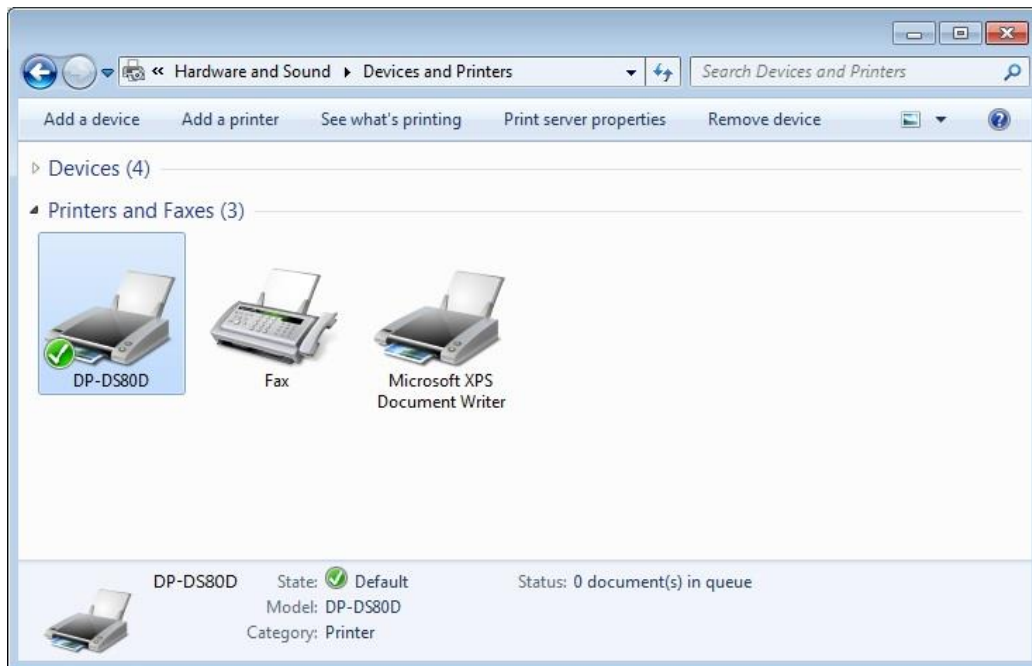 « Hardware and Sound ▸ Devices and Printers Search Devices and Printers
Add a device Add a printer See what's printing Print server properties Remove device
Devices (4)
Printers and Faxes (3)
DP-DS80D Fax Microsoft XPS
Document Writer
DP-DS80D State: Default Status: 0 document(s) in queue
Model: DP-DS80D
Category: Printer